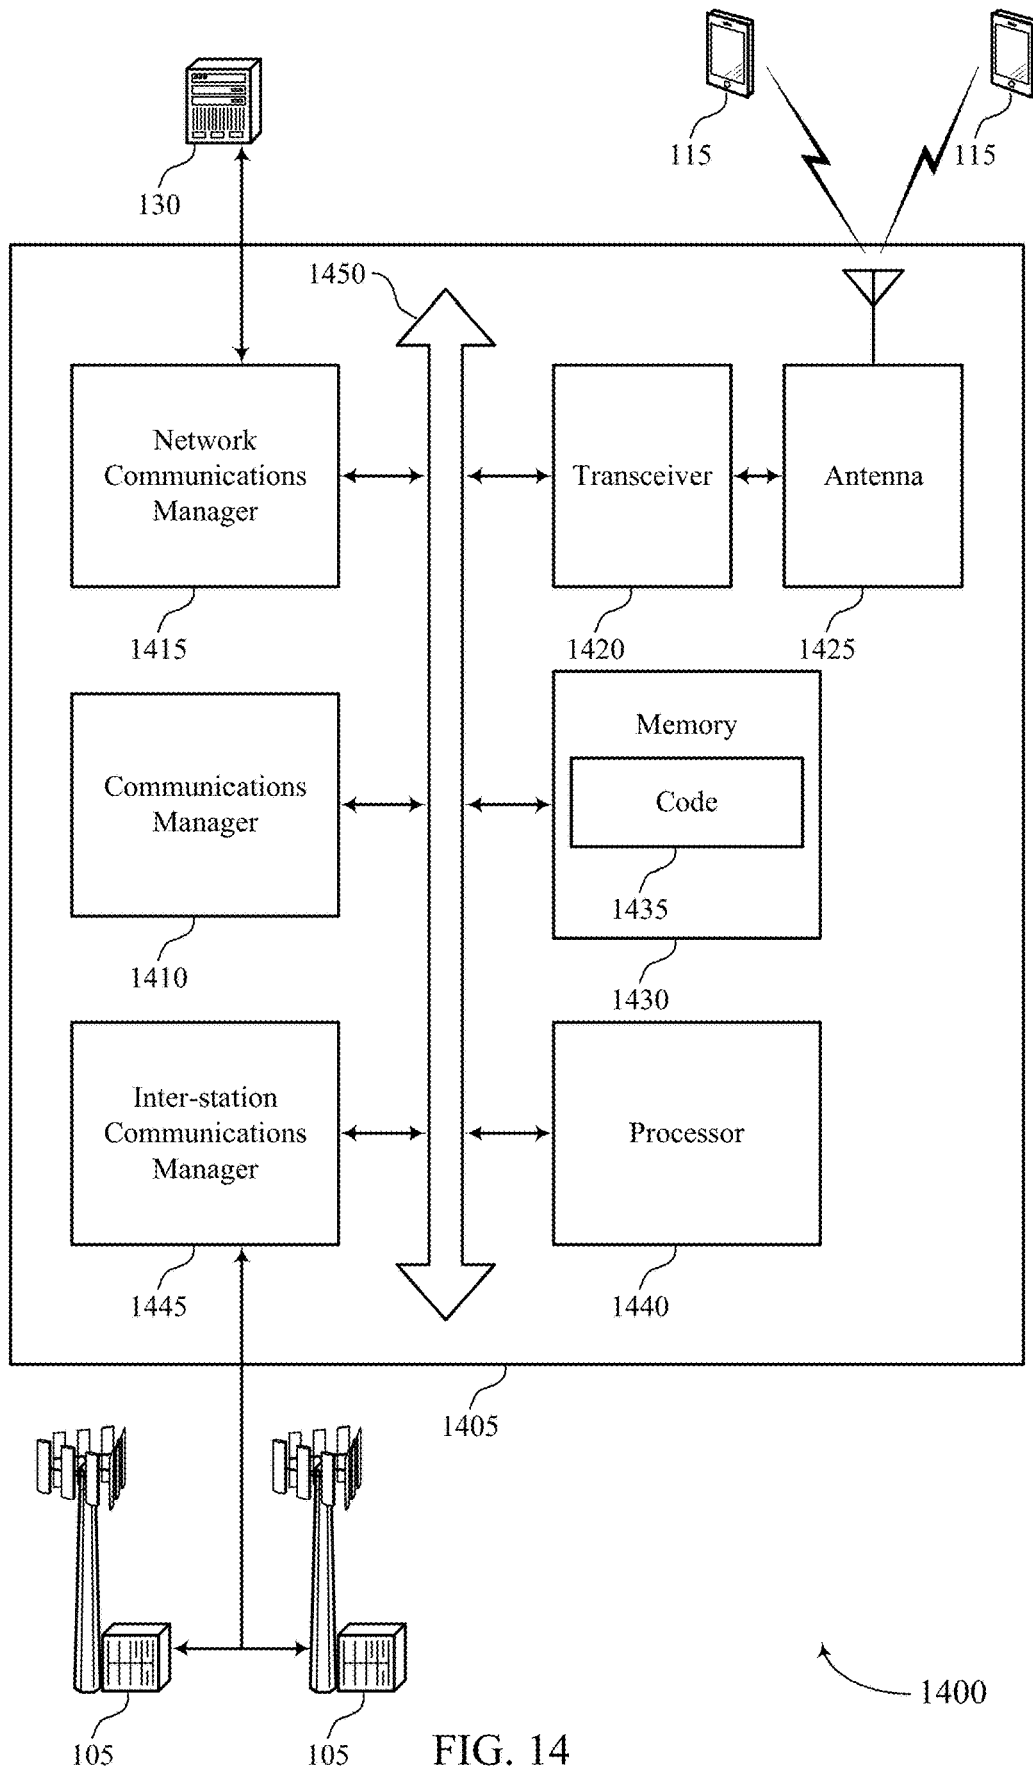 130
115
115
1450
Network
Communications
Manager
Transceiver
Antenna
1415
1420
1425
Memory
Communications
Manager
Code
1435
1410
1430
Inter-station
Communications
Manager
Processor
1445
1440
1405
1400
105
105
FIG. 14